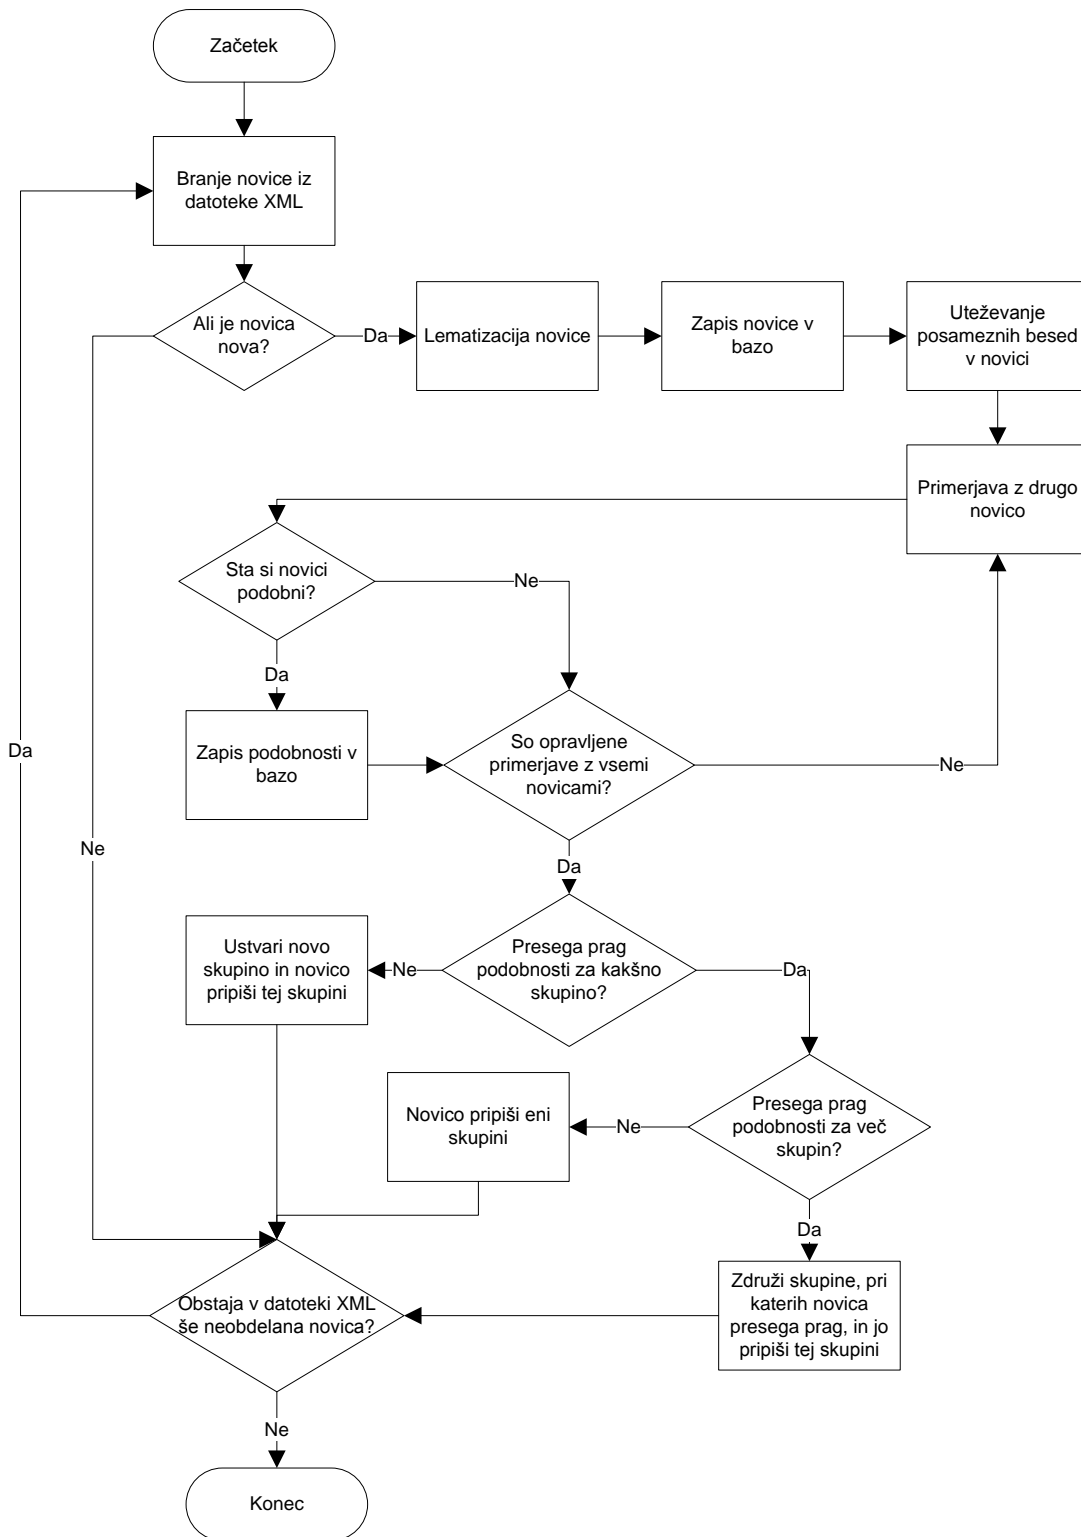 Začetek
Branje novice iz
datoteke XML
Ali je novica
nova?
Da
Lematizacija novice
Zapis novice v
bazo
Uteževanje
posameznih besed
v novici
Primerjava z drugo
novico
Sta si novici
podobni?
Ne
Da
Zapis podobnosti v
bazo
So opravljene
primerjave z vsemi
novicami?
Ne
Da
Da
Ne
Ustvari novo
skupino in novico
pripiši tej skupini
Ne
Presega prag
podobnosti za kakšno
skupino?
Da
Novico pripiši eni
skupini
Ne
Presega prag
podobnosti za več
skupin?
Da
Obstaja v datoteki XML
še neobdelana novica?
Združi skupine, pri
katerih novica
presega prag, in jo
pripiši tej skupini
Ne
Konec